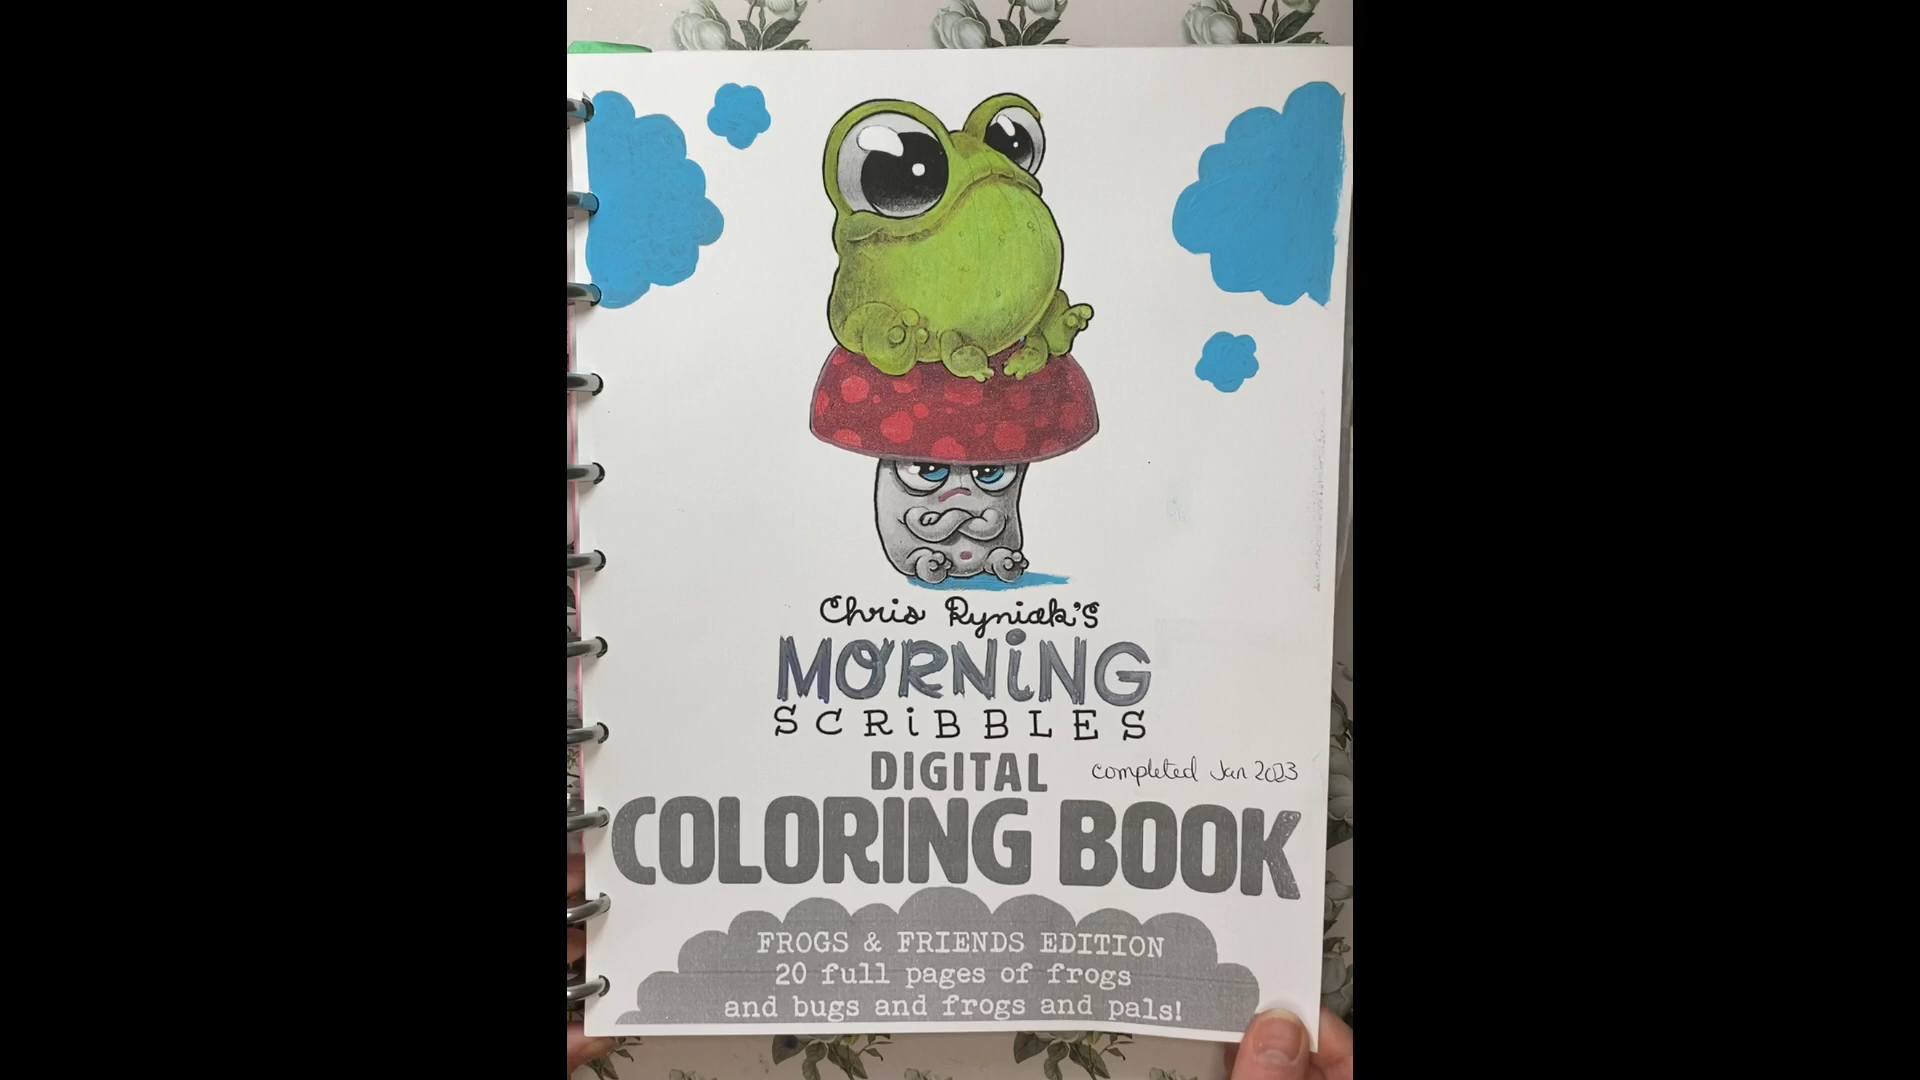 Chris Ryniak's
MORNiNG
SCRiBBLES
DIGITAL
completed Jan 2023
COLORING BOOK
FROGS & FRIENDS EDITION
20 full pages of frogs
and bugs and frogs and pals!